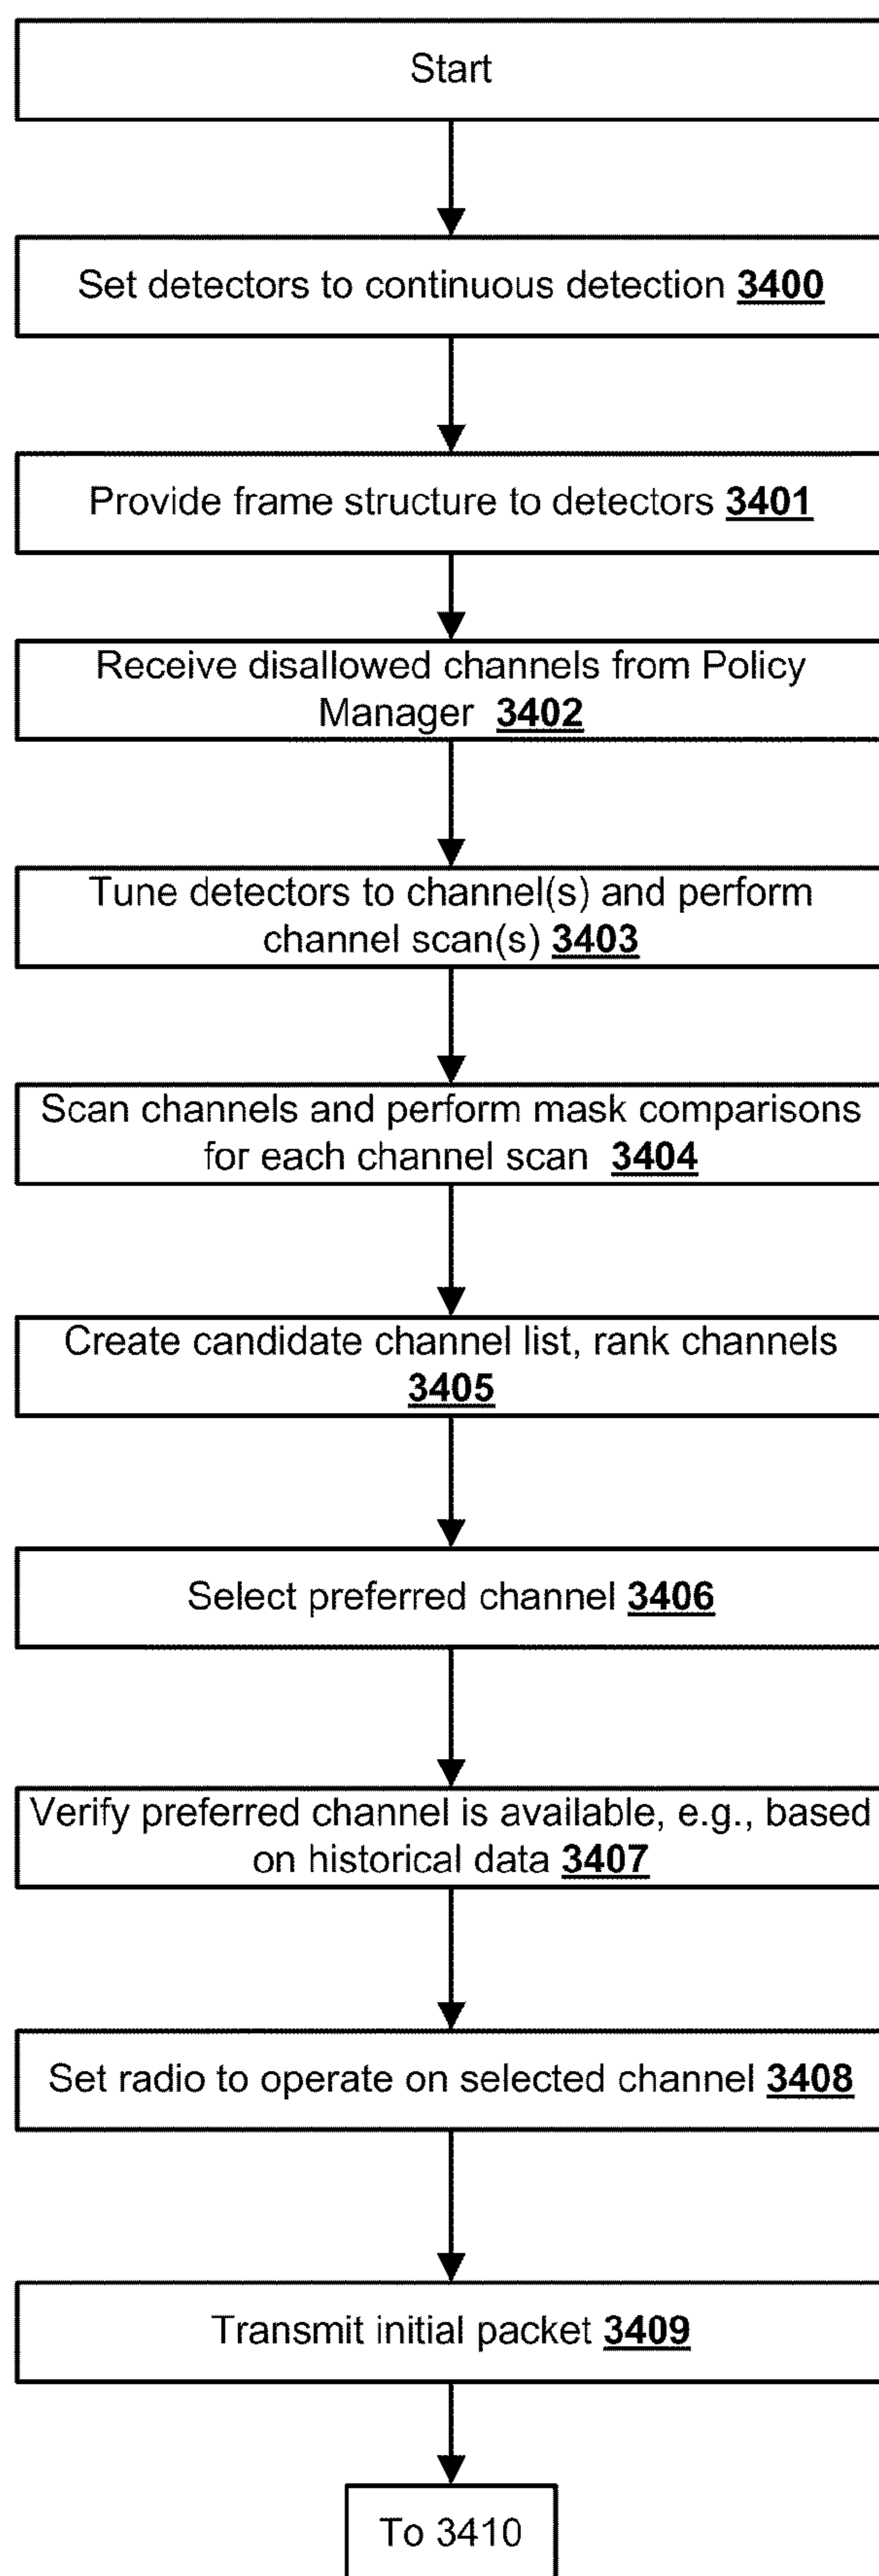 Start
Set detectors to continuous detection 3400
Provide frame structure to detectors 3401
Receive disallowed channels from Policy
Manager 3402
Tune detectors to channel(s) and perform
channel scan(s) 3403
Scan channels and perform mask comparisons
for each channel scan 3404
Create candidate channel list, rank channels
3405
Select preferred channel 3406
Verify preferred channel is available, e.g., based
on historical data 3407
Set radio to operate on selected channel 3408
Transmit initial packet 3409
To 3410